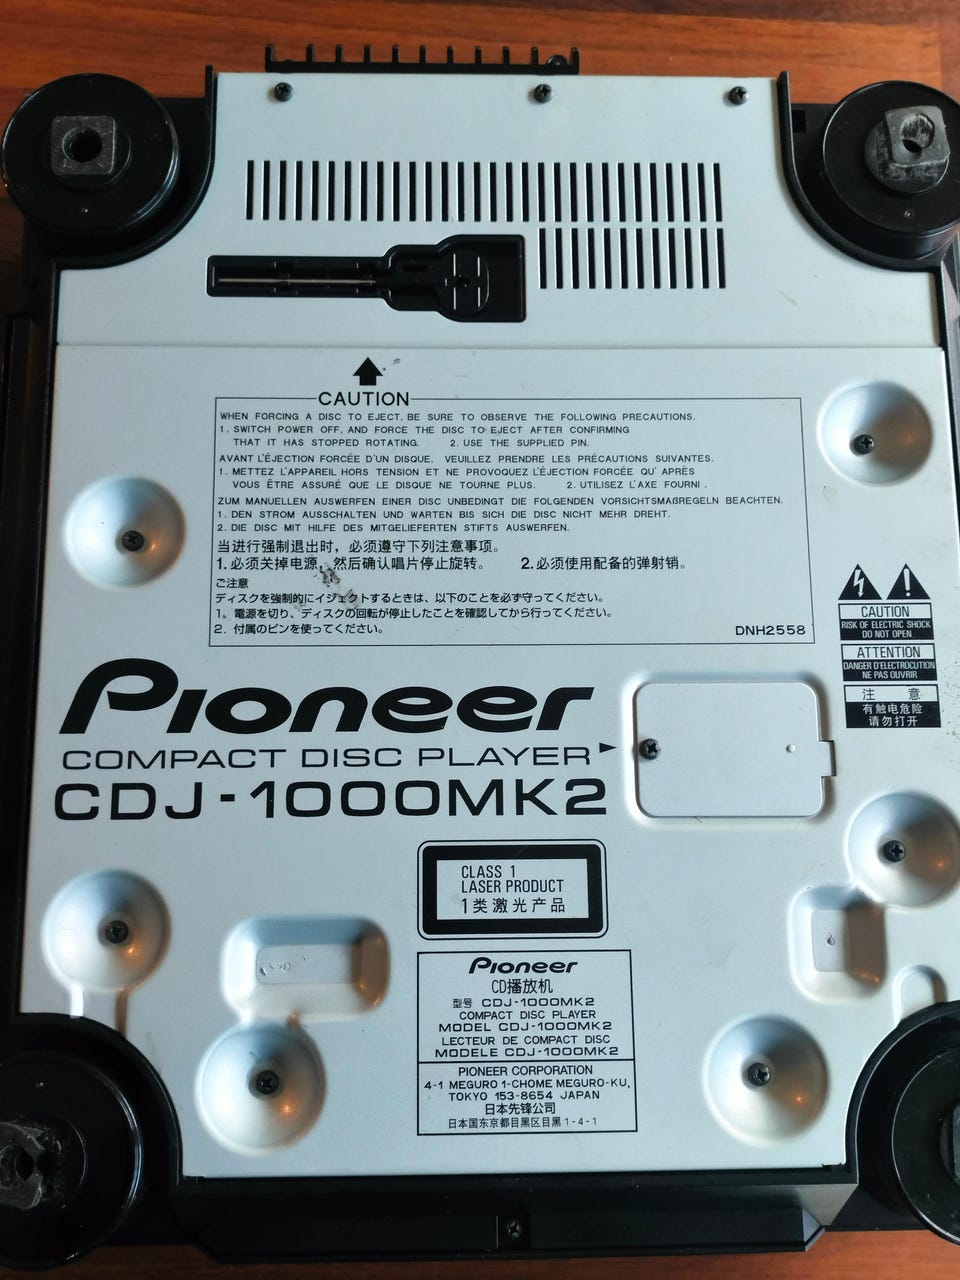 CAUTION
WHEN FORCING A DISC TO EJECT, BE SURE TO OBSERVE THE FOLLOWING PRECAUTIONS.
1. SWITCH POWER OFF, AND FORCE THE DISC TO EJECT AFTER CONFIRMING
THAT IT HAS STOPPED ROTATING. 2. USE THE SUPPLIED PIN.
AVANT L'ÉJECTION FORCÉE D'UN DISQUE, VEUILLEZ PRENDRE LES PRÉCAUTIONS SUIVANTES.
1. METTEZ L'APPAREIL HORS TENSION ET NE PROVOQUEZ L'ÉJECTION FORCÉE QU' APRÈS
VOUS ÊTRE ASSURÉ QUE LE DISQUE NE TOURNE PLUS. 2. UTILISEZ L'AXE FOURNI .
ZUM MANUELLEN AUSWERFEN EINER DISC UNBEDINGT DIE FOLGENDEN VORSICHTSMAßREGELN BEACHTEN.
1. DEN STROM AUSSCHALTEN UND WARTEN BIS SICH DIE DISC NICHT MEHR DREHT.
2. DIE DISC MIT HILFE DES MITGELIEFERTEN STIFTS AUSWERFEN.
当进行强制退出时，必须遵守下列注意事项。
1.必须关掉电源，然后确认唱片停止旋转。 2.必须使用配备的弹射销。
ご注意
ディスクを強制的にイジェクトするときは、以下のことを必ず守ってください。
1、電源を切り、ディスクの回転が停止したことを確認してから行ってください。
2．付属のピンを使ってください。
DNH2558
CAUTION
RISK OF ELECTRIC SHOCK
DO NOT OPEN
ATTENTION
DANGER D'ELECTROCUTION
NE PAS OUVRIR
注 意
有触电危险
请勿打开
Pioneer
COMPACT DISC PLAYER
CDJ-1000MK2
CLASS 1
LASER PRODUCT
1类激光产品
Pioneer
CD播放机
型号 CDJ-1000MK2
COMPACT DISC PLAYER
MODEL CDJ-1000MK2
LECTEUR DE COMPACT DISC
MODELE CDJ-1000MK2
PIONEER CORPORATION
4-1 MEGURO 1-CHOME MEGURO-KU,
TOKYO 153-8654 JAPAN
日本先锋公司
日本国东京都目黑区目黑1-4-1